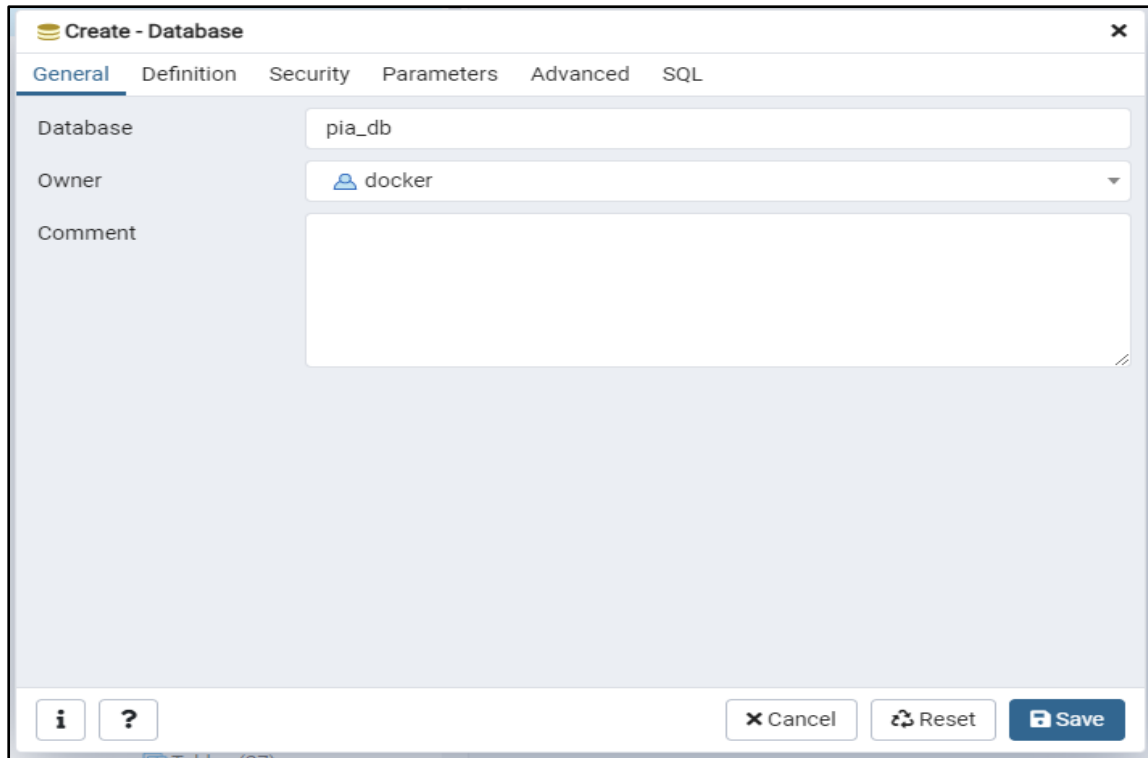 Create - Database
General Definition Security Parameters Advanced SQL
Database pia_db
Owner docker
Comment
i ? Cancel Reset Save